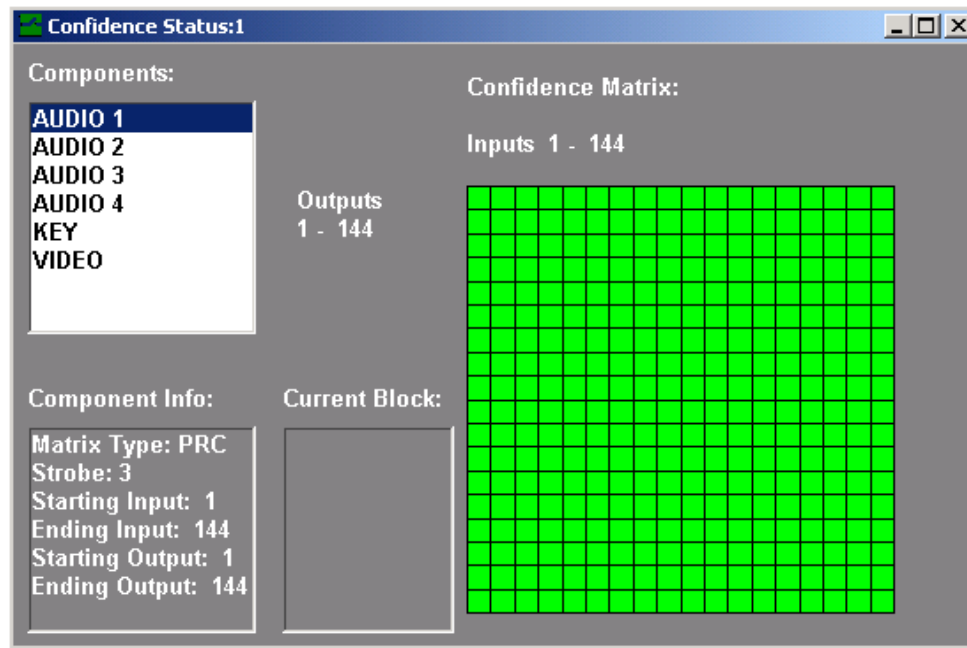 Confidence Status:1
Components:
AUDIO 1
AUDIO 2
AUDIO 3
AUDIO 4
KEY
VIDEO
Confidence Matrix:
Inputs 1 - 144
Outputs
1 - 144
Component Info:
Matrix Type: PRC
Strobe: 3
Starting Input: 1
Ending Input: 144
Starting Output: 1
Ending Output: 144
Current Block: